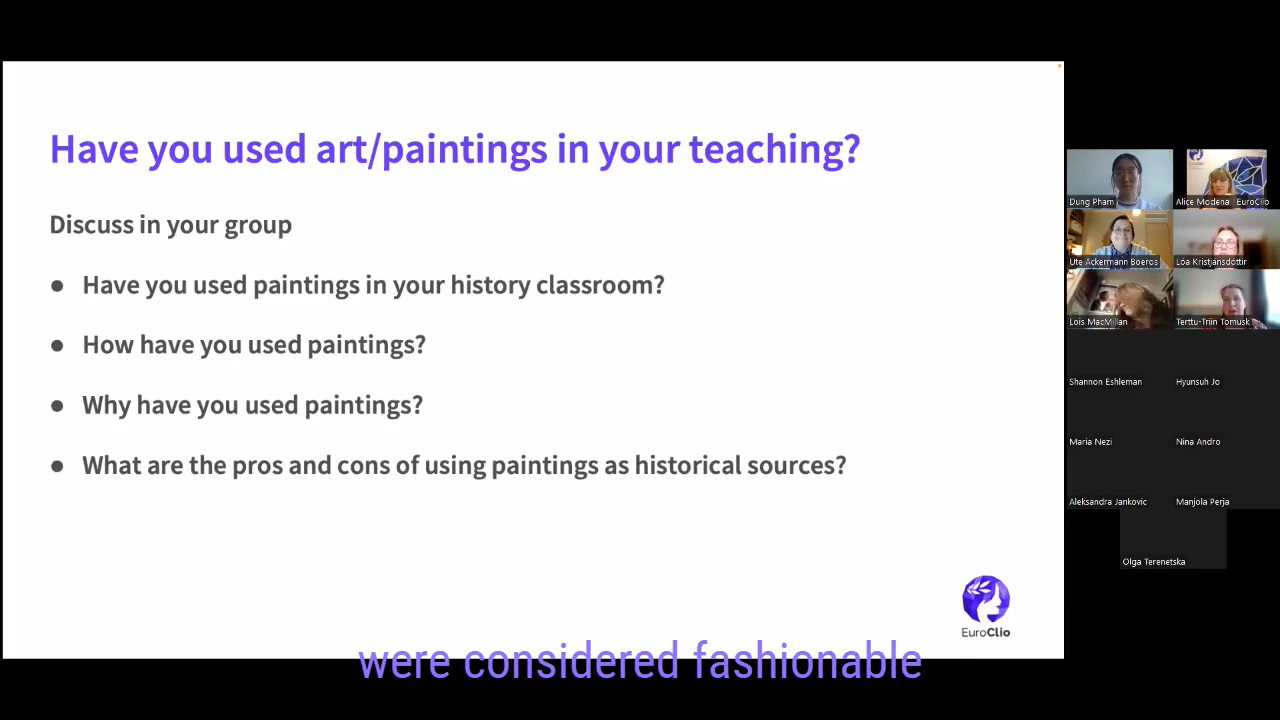 Have you used art/paintings in your teaching?
Discuss in your group
● Have you used paintings in your history classroom?
● How have you used paintings?
● Why have you used paintings?
● What are the pros and cons of using paintings as historical sources?
EuroClio
were considered fashionable
Dung Pham
Alice Modena EuroClio
Ute Ackermann Boeros
Lóa Kristjánsdóttir
Lois MacMillan
Terttu-Triin Tomusk
Shannon Eshleman
Hyunsuh Jo
Maria Nezi
Nina Andro
Aleksandra Jankovic
Manjola Perja
Olga Terenetska